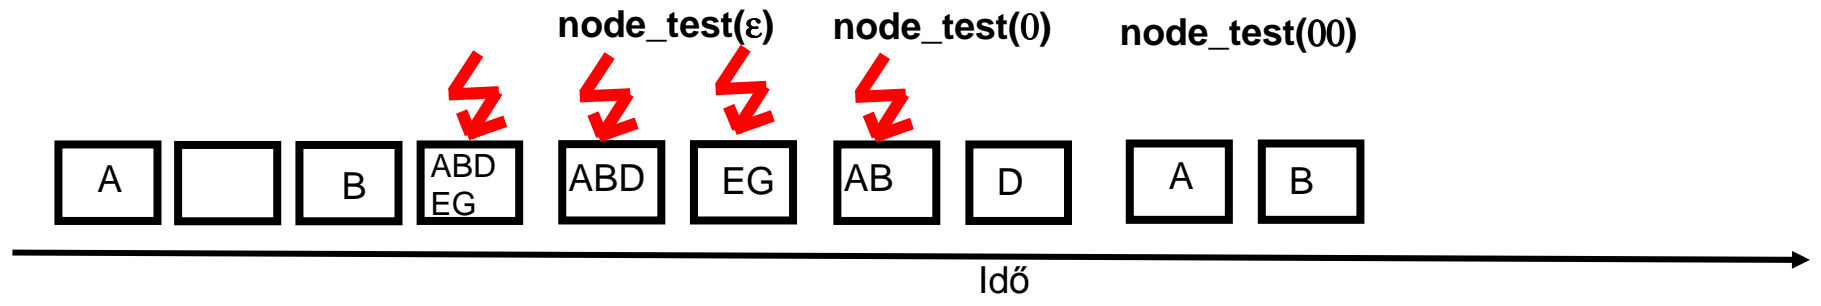 node_test(ε) node_test(0) node_test(00)
A B ABD ABD EG AB D A B
EG
Idő